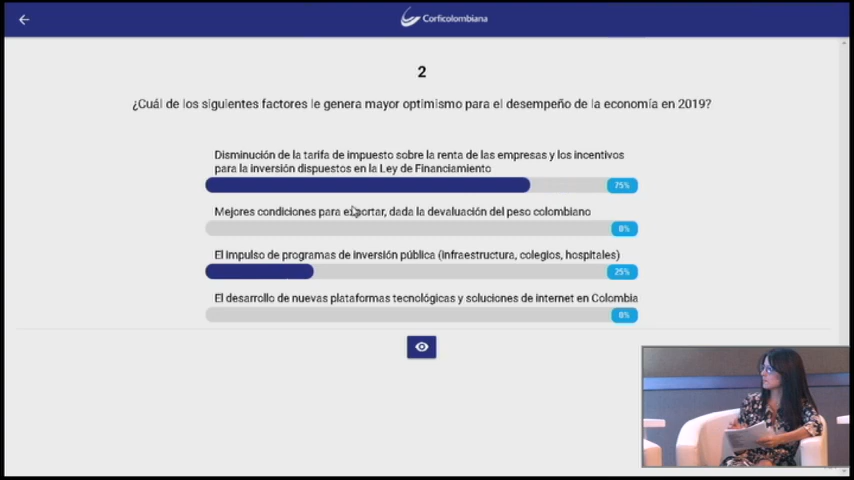 Corficolombiana
2
¿Cuál de los siguientes factores le genera mayor optimismo para el desempeño de la economía en 2019?
Disminución de la tarifa de impuesto sobre la renta de las empresas y los incentivos
para la inversión dispuestos en la Ley de Financiamiento
75%
Mejores condiciones para exportar, dada la devaluación del peso colombiano
0%
El impulso de programas de inversión pública (infraestructura, colegios, hospitales)
25%
El desarrollo de nuevas plataformas tecnológicas y soluciones de internet en Colombia
0%